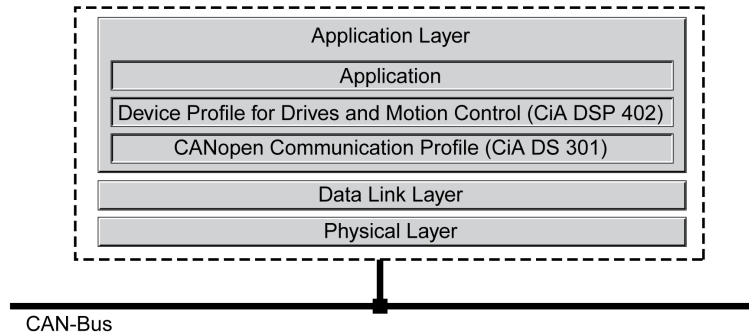 Application Layer
Application
Device Profile for Drives and Motion Control (CiA DSP 402)
CANopen Communication Profile (CiA DS 301)
Data Link Layer
Physical Layer
CAN-Bus